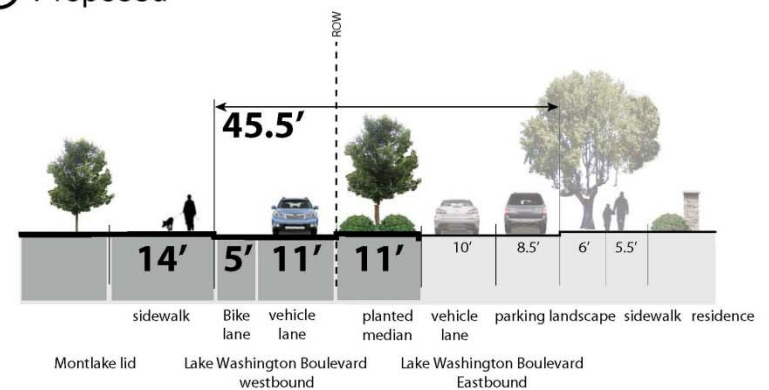 Proposed
ROW
45.5’
14’ 5’ 11’ 11’ 10’ 8.5’ 6’ 5.5’
sidewalk Bike lane vehicle lane planted median vehicle lane parking landscape sidewalk residence
Montlake lid Lake Washington Boulevard westbound Lake Washington Boulevard Eastbound